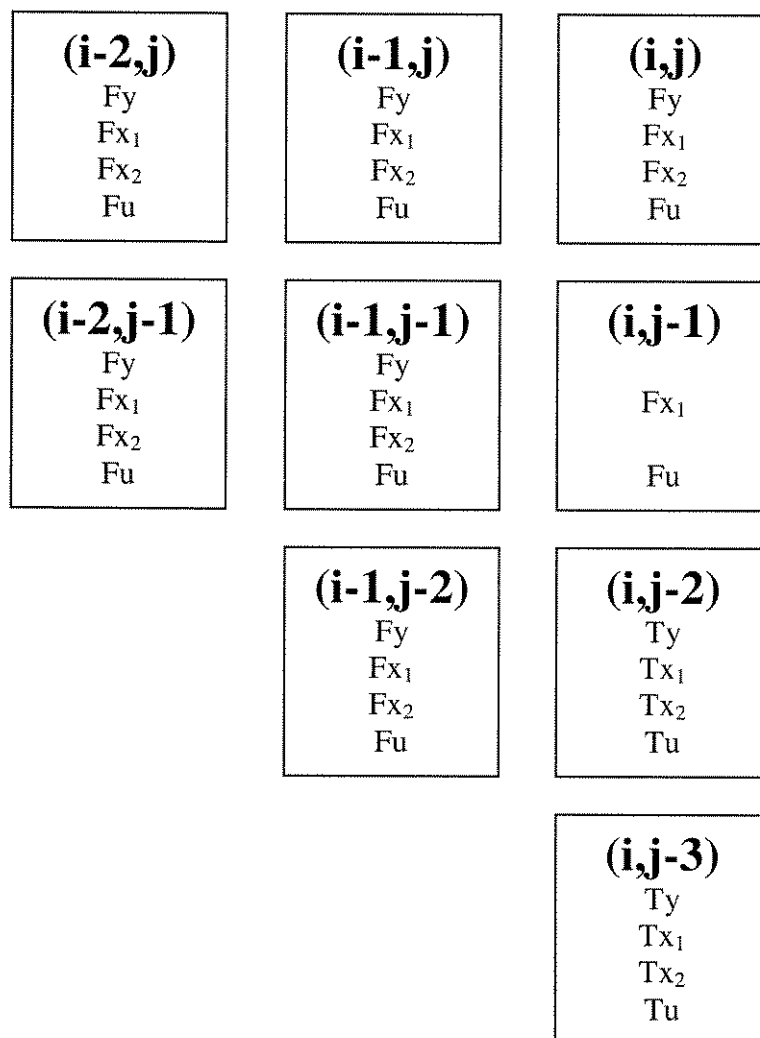 (i-2,j)
Fy
Fx₁
Fx₂
Fu
(i-1,j)
Fy
Fx₁
Fx₂
Fu
(i,j)
Fy
Fx₁
Fx₂
Fu
(i-2,j-1)
Fy
Fx₁
Fx₂
Fu
(i-1,j-1)
Fy
Fx₁
Fx₂
Fu
(i,j-1)
Fx₁
Fu
(i-1,j-2)
Fy
Fx₁
Fx₂
Fu
(i,j-2)
Ty
Tx₁
Tx₂
Tu
(i,j-3)
Ty
Tx₁
Tx₂
Tu